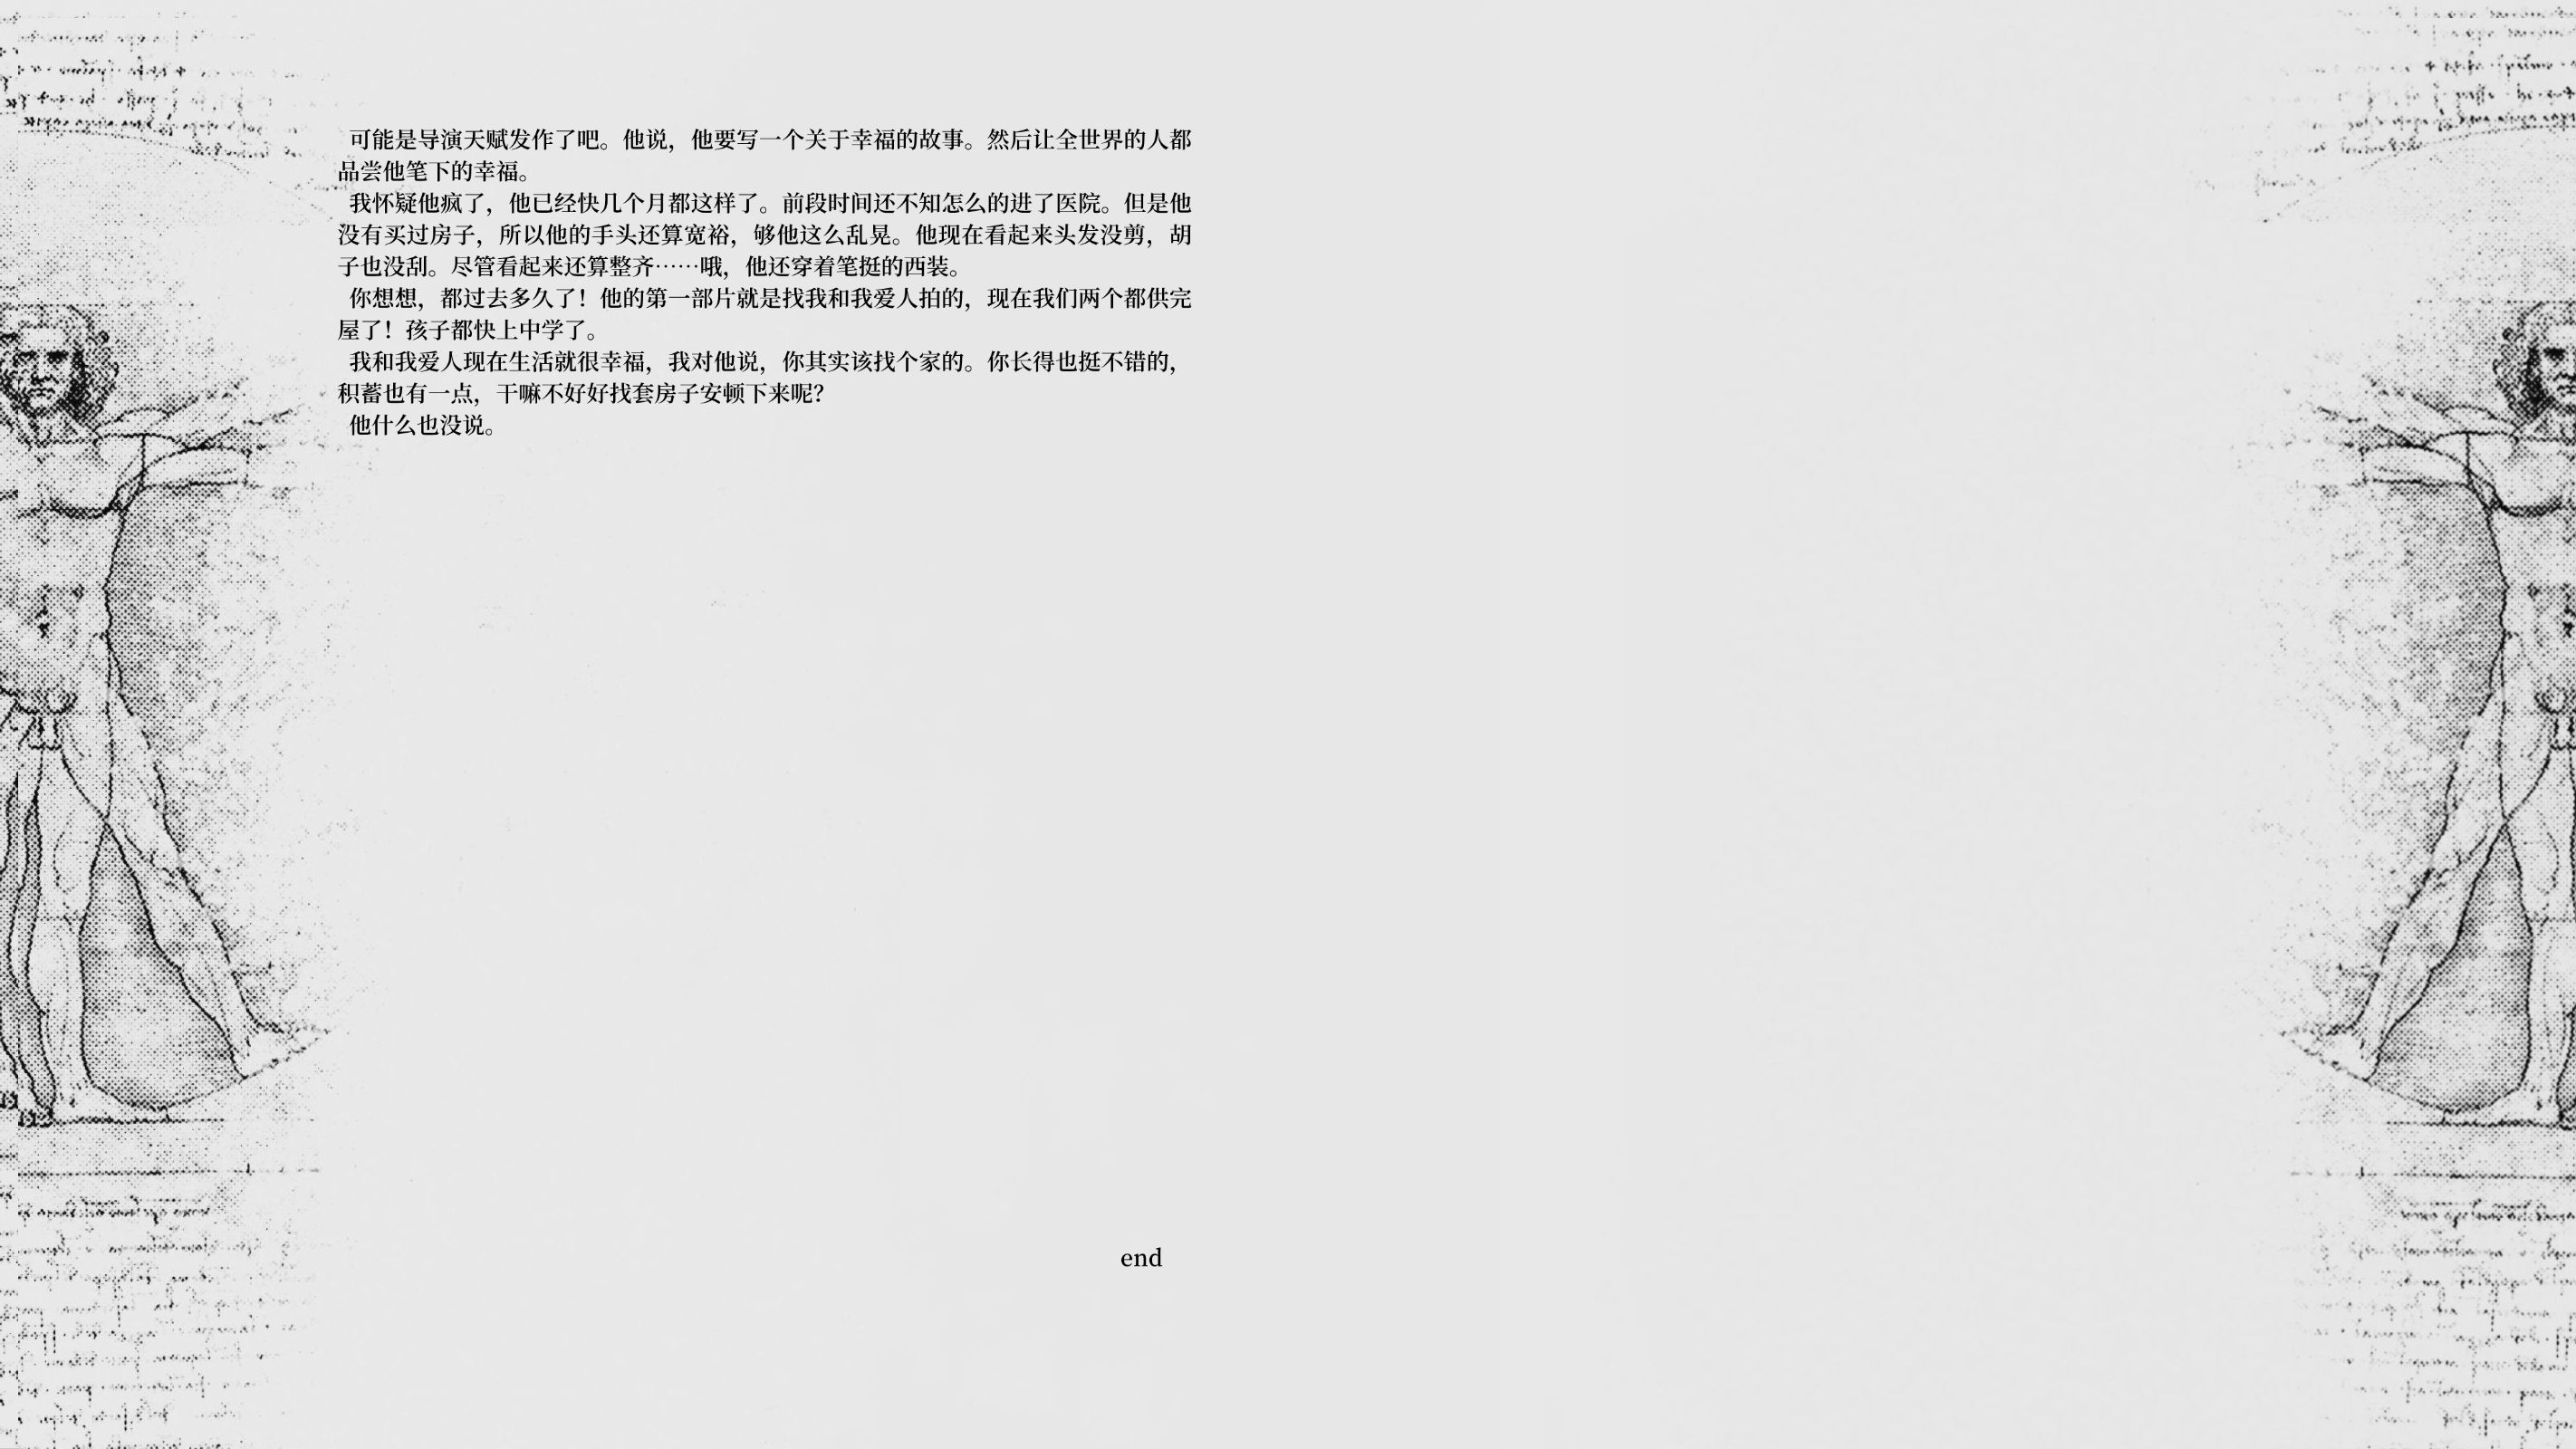 可能是导演天赋发作了吧。他说，他要写一个关于幸福的故事。然后让全世界的人都
品尝他笔下的幸福。
我怀疑他疯了，他已经快几个月都这样了。前段时间还不知怎么的进了医院。但是他
没有买过房子，所以他的手头还算宽裕，够他这么乱晃。他现在看起来头发没剪，胡
子也没刮。尽管看起来还算整齐……哦，他还穿着笔挺的西装。
你想想，都过去多久了！他的第一部片就是找我和我爱人拍的，现在我们两个都供完
屋了！孩子都快上中学了。
我和我爱人现在生活就很幸福，我对他说，你其实该找个家的。你长得也挺不错的，
积蓄也有一点，干嘛不好好找套房子安顿下来呢？
他什么也没说。
end